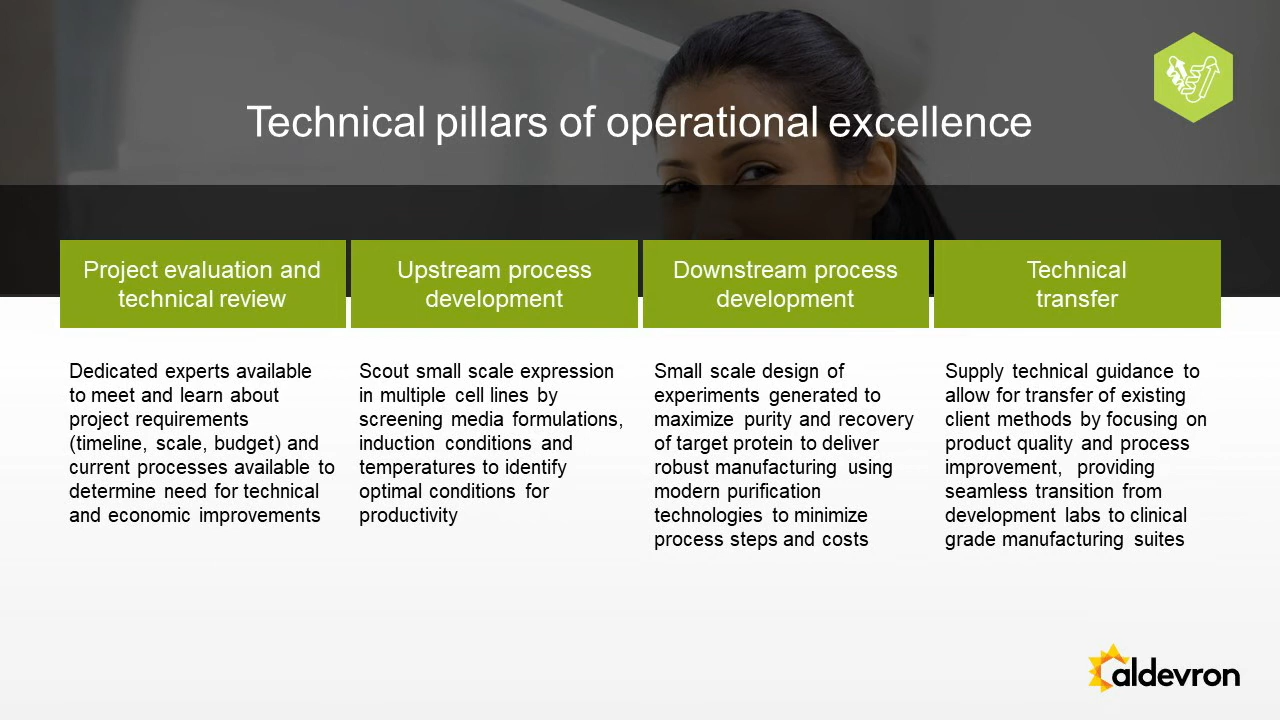 Technical pillars of operational excellence
Project evaluation and
technical review
Upstream process
development
Downstream process
development
Technical
transfer
Dedicated experts available
to meet and learn about
project requirements
(timeline, scale, budget) and
current processes available to
determine need for technical
and economic improvements
Scout small scale expression
in multiple cell lines by
screening media formulations,
induction conditions and
temperatures to identify
optimal conditions for
productivity
Small scale design of
experiments generated to
maximize purity and recovery
of target protein to deliver
robust manufacturing using
modern purification
technologies to minimize
process steps and costs
Supply technical guidance to
allow for transfer of existing
client methods by focusing on
product quality and process
improvement, providing
seamless transition from
development labs to clinical
grade manufacturing suites
aldevron